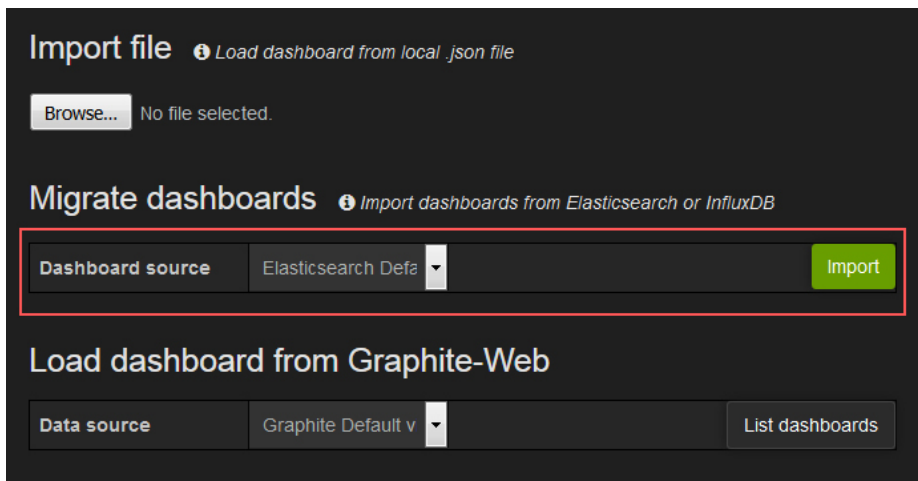 Import file Load dashboard from local .json file
Browse... No file selected.
Migrate dashboards Import dashboards from Elasticsearch or InfluxDB
Dashboard source Elasticsearch Defa Import
Load dashboard from Graphite-Web
Data source Graphite Default v List dashboards